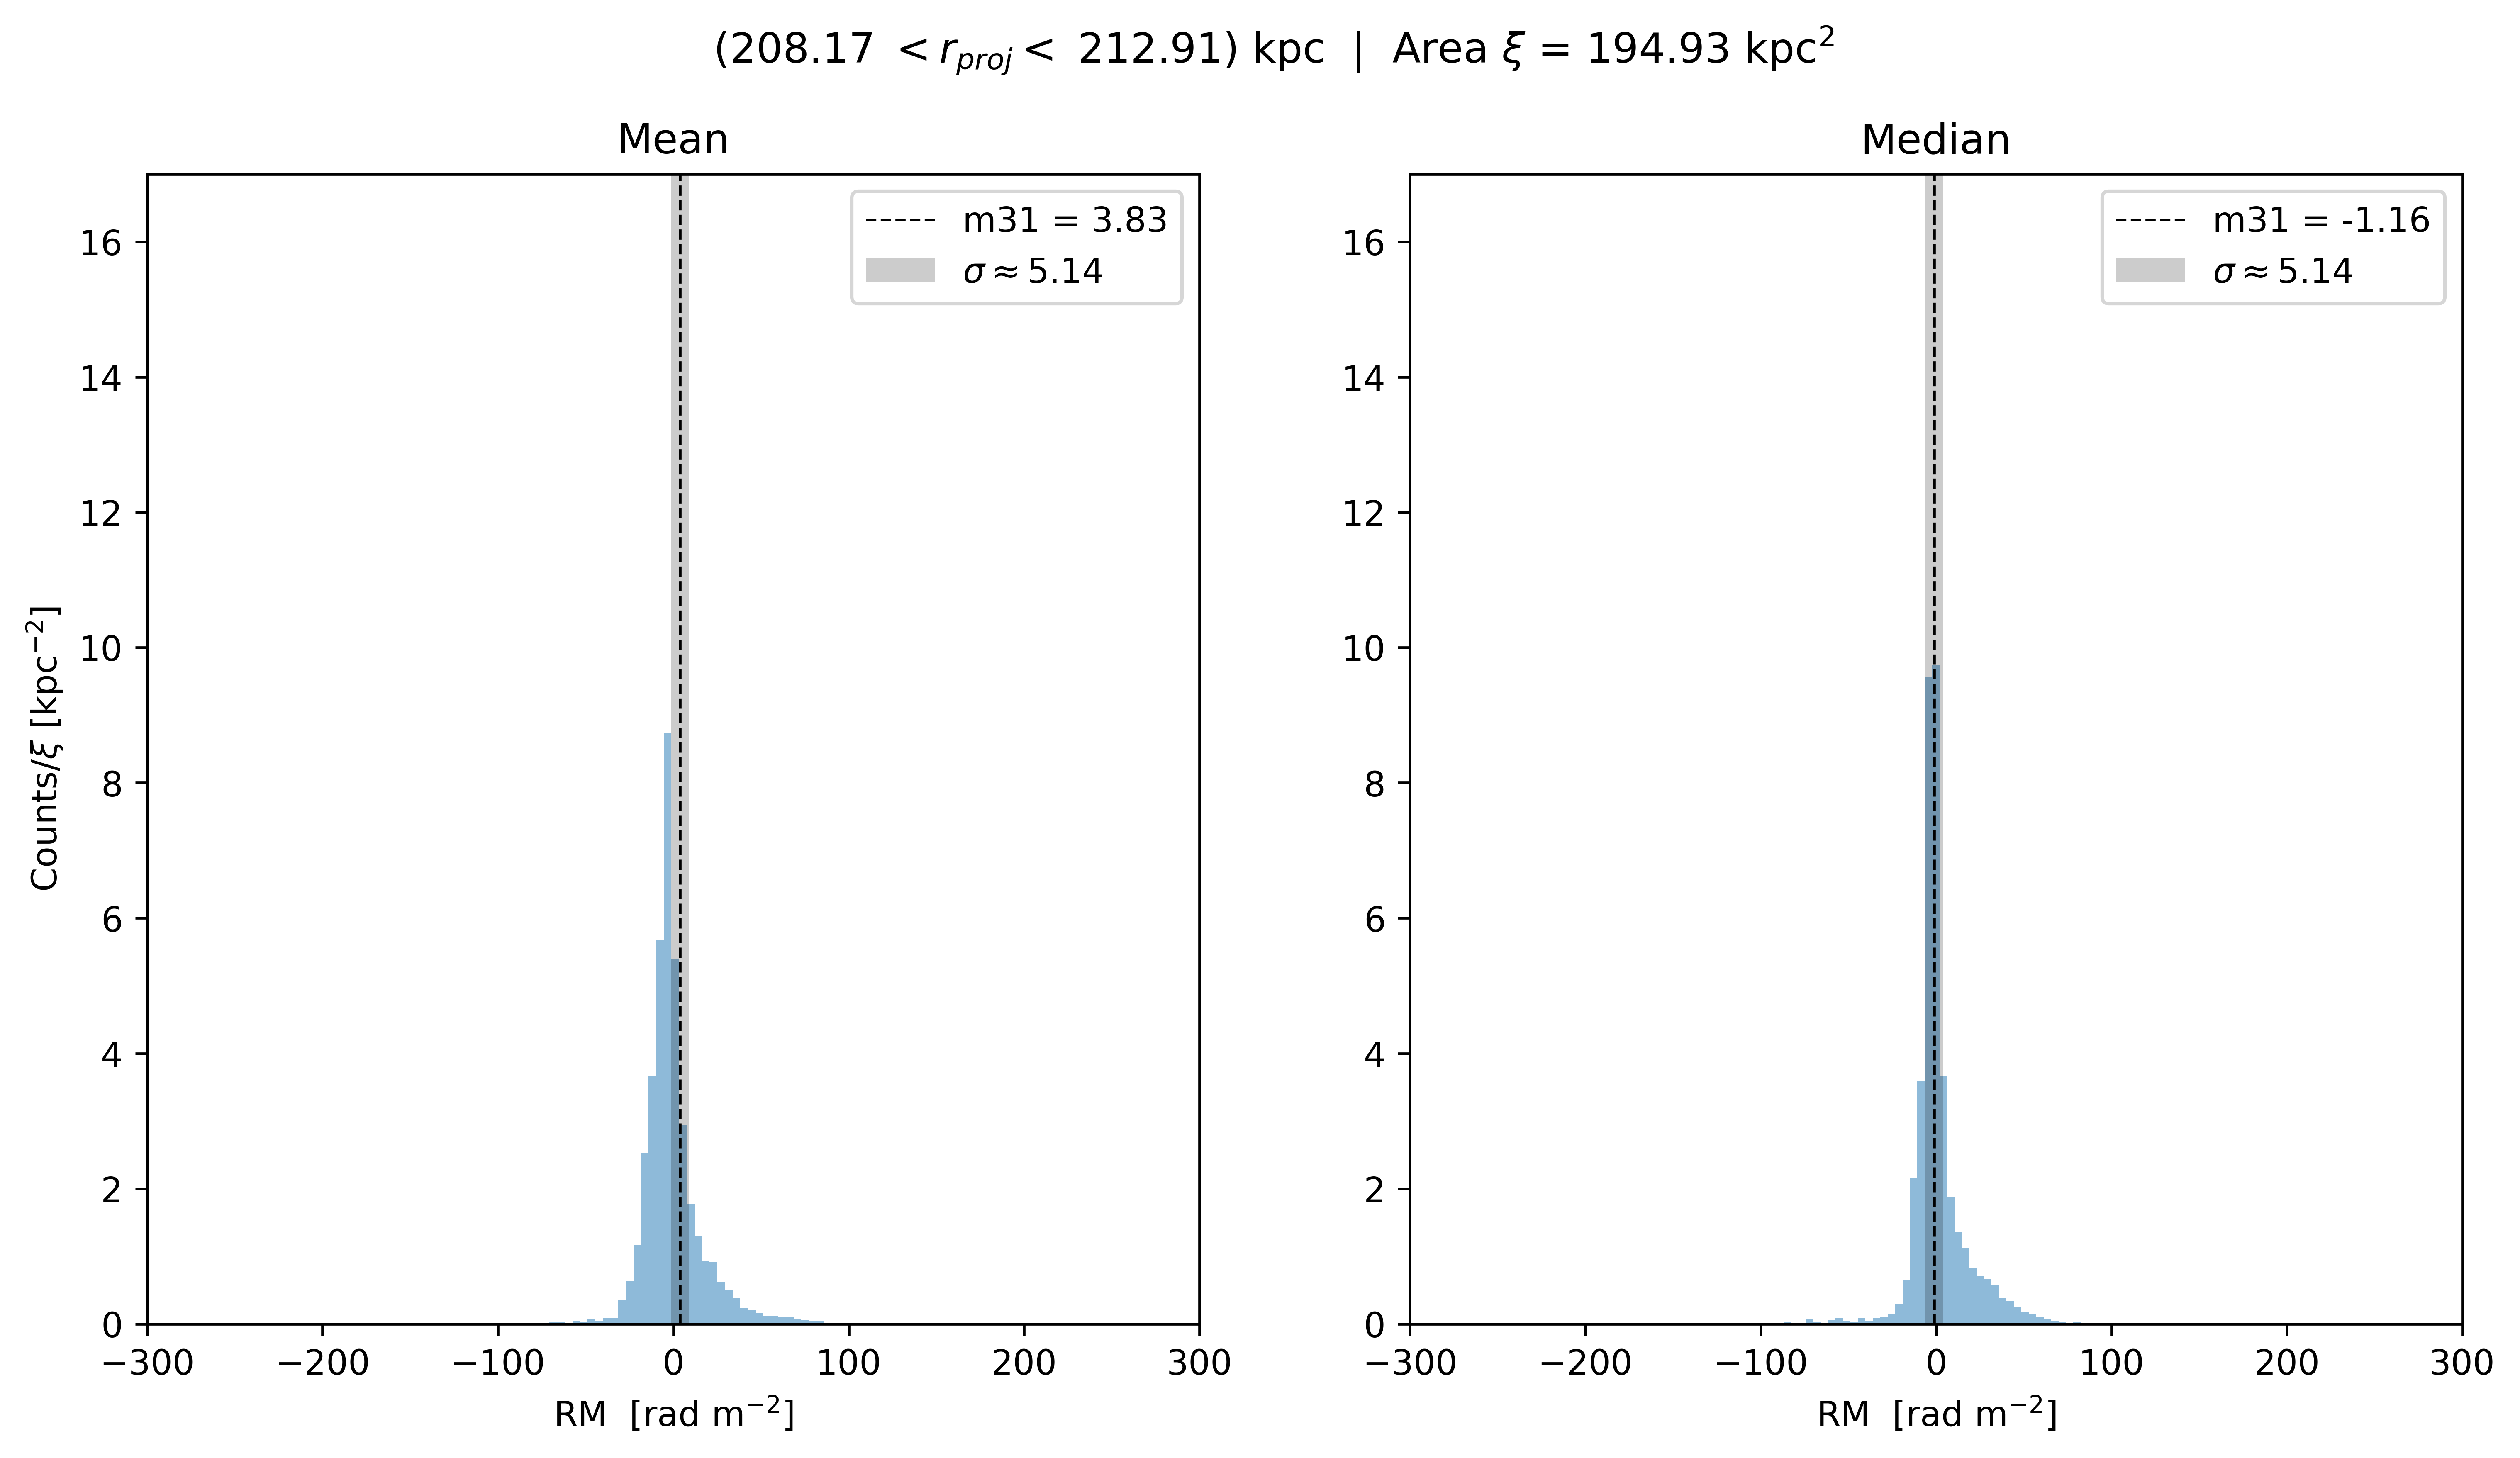 (208.17 < r_proj < 212.91) kpc | Area ξ = 194.93 kpc²
Mean
m31 = 3.83
σ ≈ 5.14
16
14
12
10
8
6
4
2
0
Counts/ξ [kpc⁻²]
−300 −200 −100 0 100 200 300
RM [rad m⁻²]
Median
m31 = -1.16
σ ≈ 5.14
16
14
12
10
8
6
4
2
0
−300 −200 −100 0 100 200 300
RM [rad m⁻²]